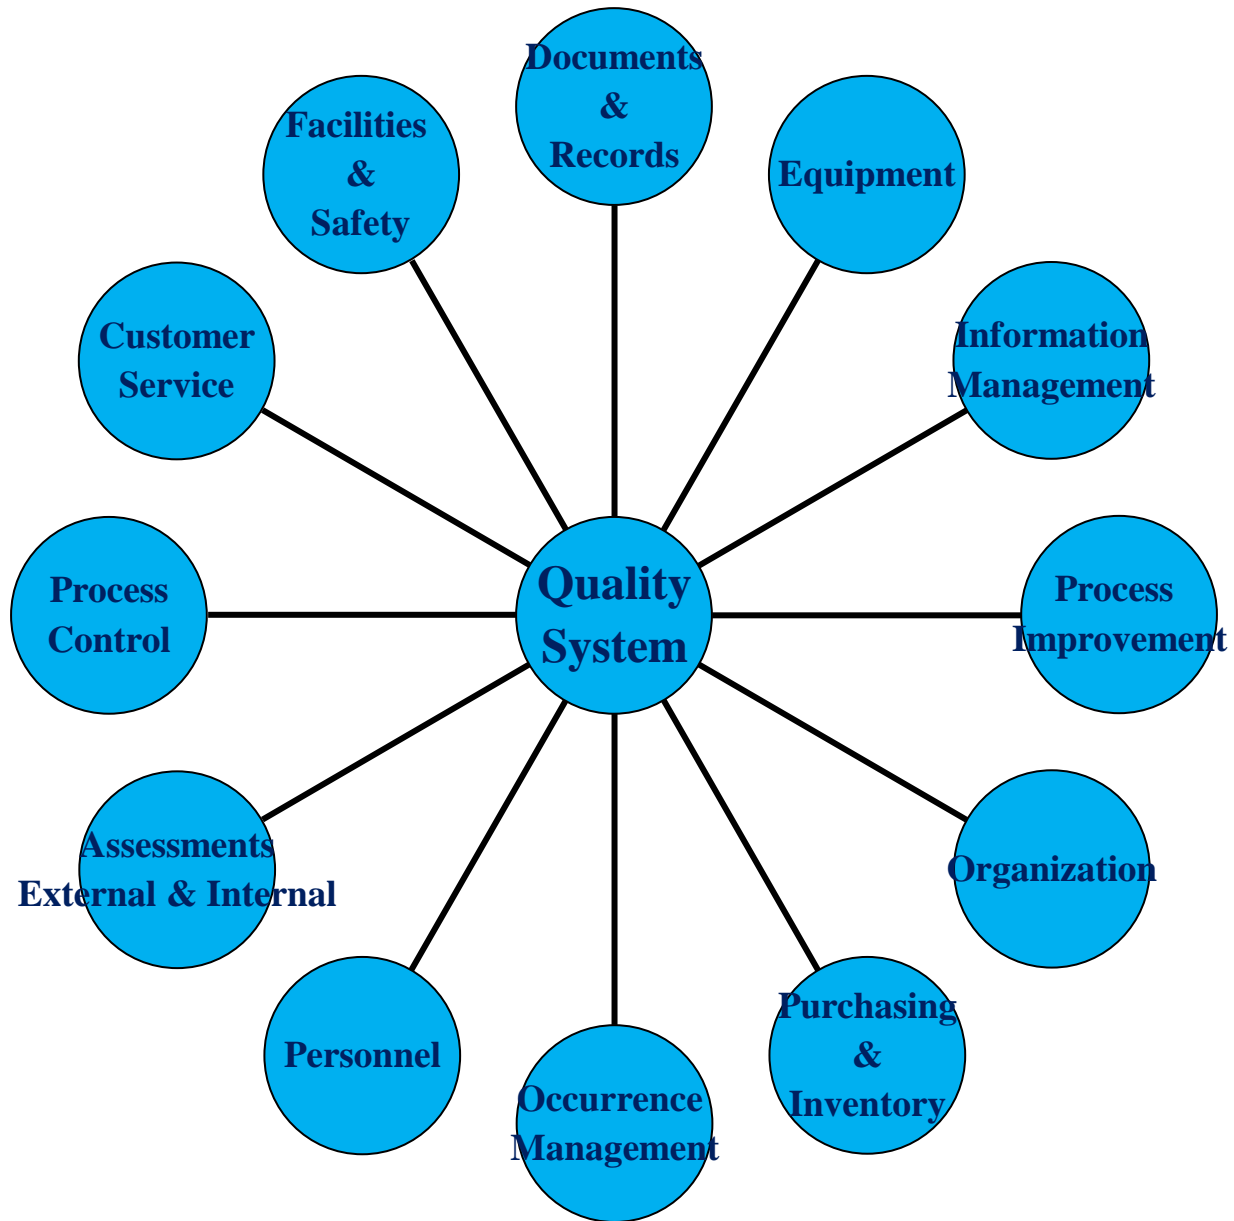 Documents
&
Records
Equipment
Information
Management
Process
Improvement
Organization
Purchasing
&
Inventory
Occurrence
Management
Personnel
Assessments
External & Internal
Process
Control
Customer
Service
Facilities
&
Safety
Quality
System